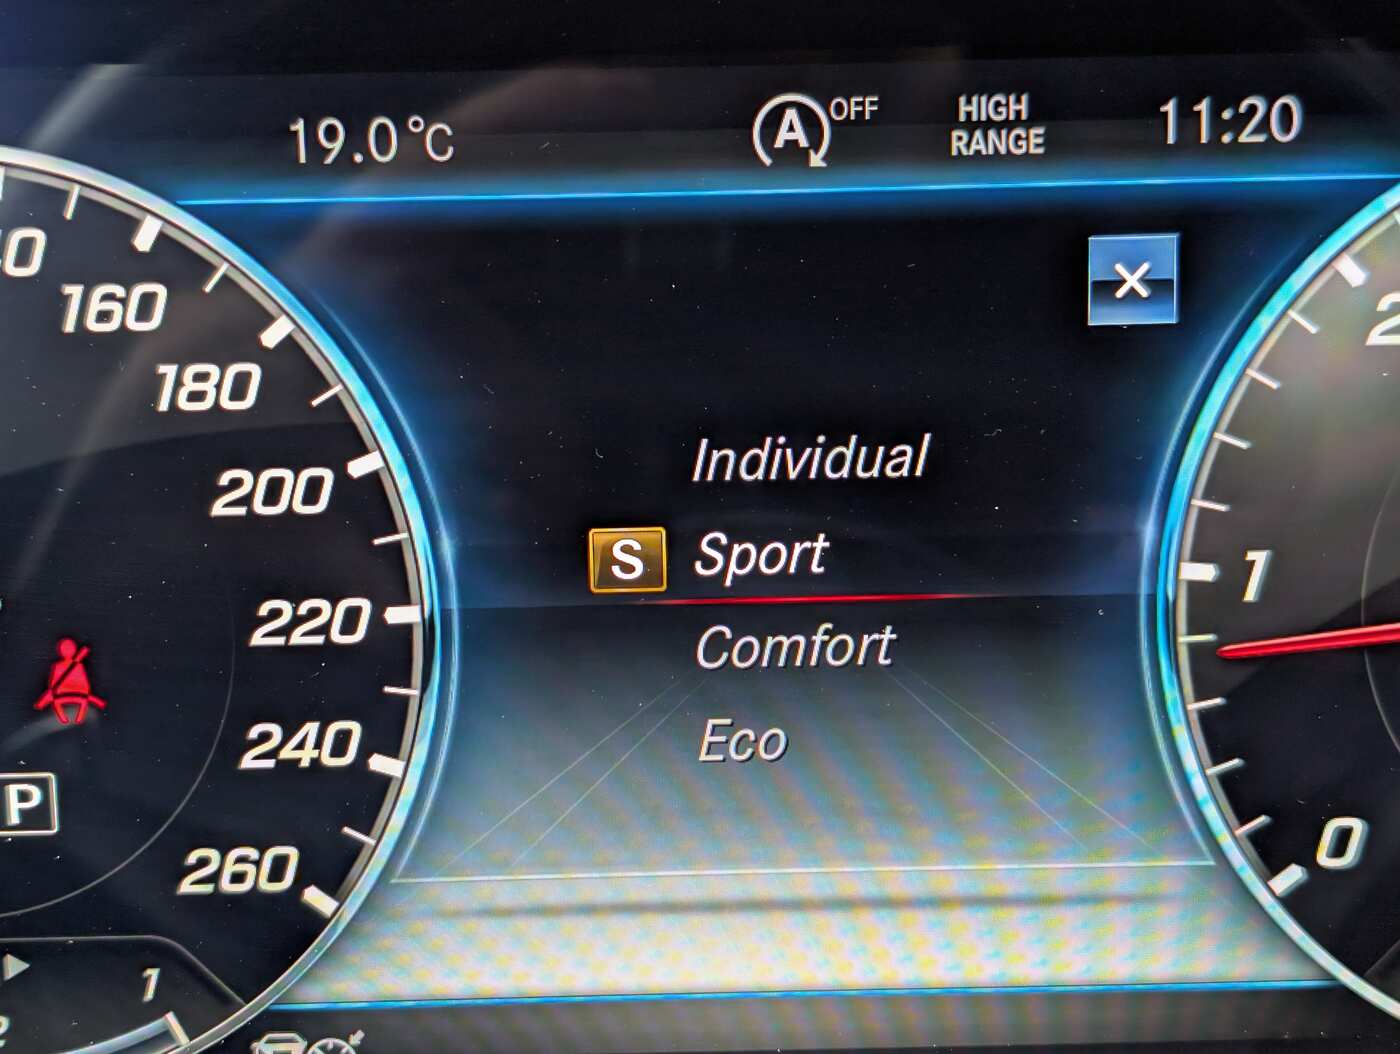 19.0°C
A OFF
HIGH
RANGE
11:20
160
180
200
220
240
260
P
1
Individual
S Sport
Comfort
Eco
1
0